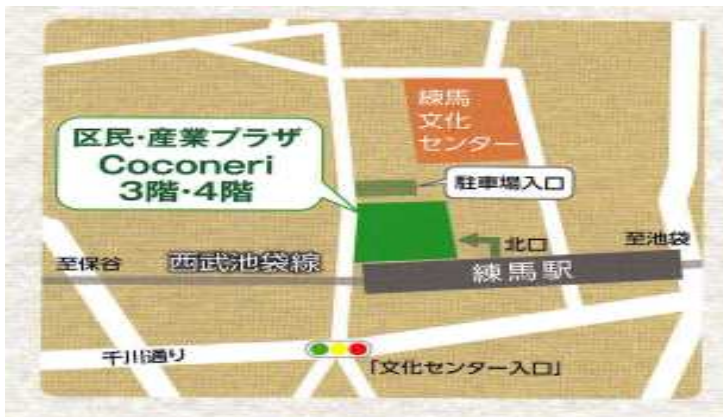 練馬
文化
センター
区民・産業プラザ
Coconeri
3階・4階
駐車場入口
北口
至池袋
至保谷
西武池袋線
練馬駅
千川通り
「文化センター入口」